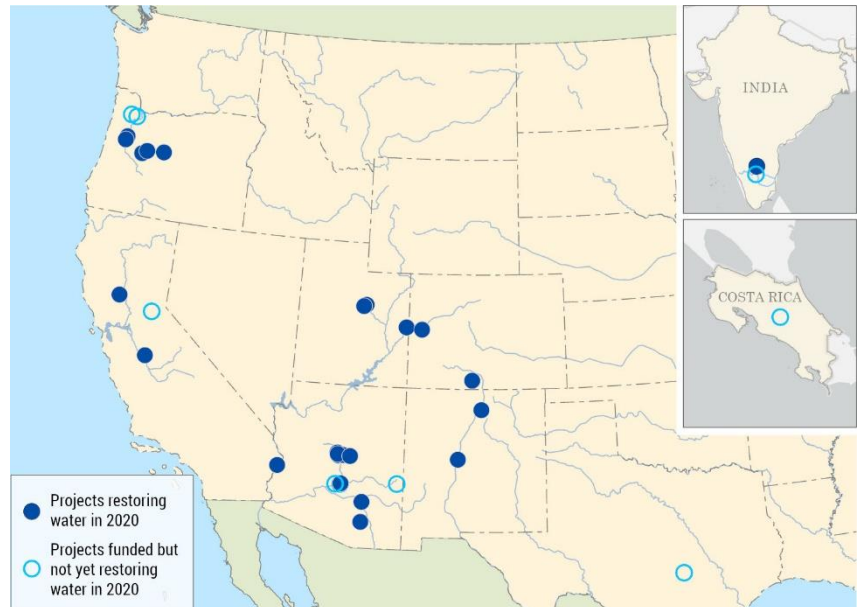 INDIA
COSTA RICA
Projects restoring
water in 2020
Projects funded but
not yet restoring
water in 2020